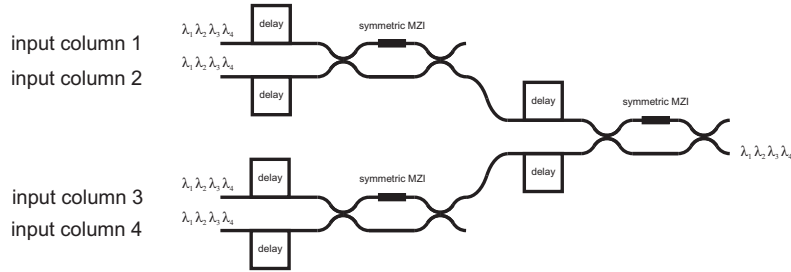 λ₁ λ₂ λ₃ λ₄ delay
input column 1 symmetric MZI
λ₁ λ₂ λ₃ λ₄
input column 2 delay
delay symmetric MZI
λ₁ λ₂ λ₃ λ₄
delay
λ₁ λ₂ λ₃ λ₄ delay
input column 3 symmetric MZI
λ₁ λ₂ λ₃ λ₄
input column 4 delay